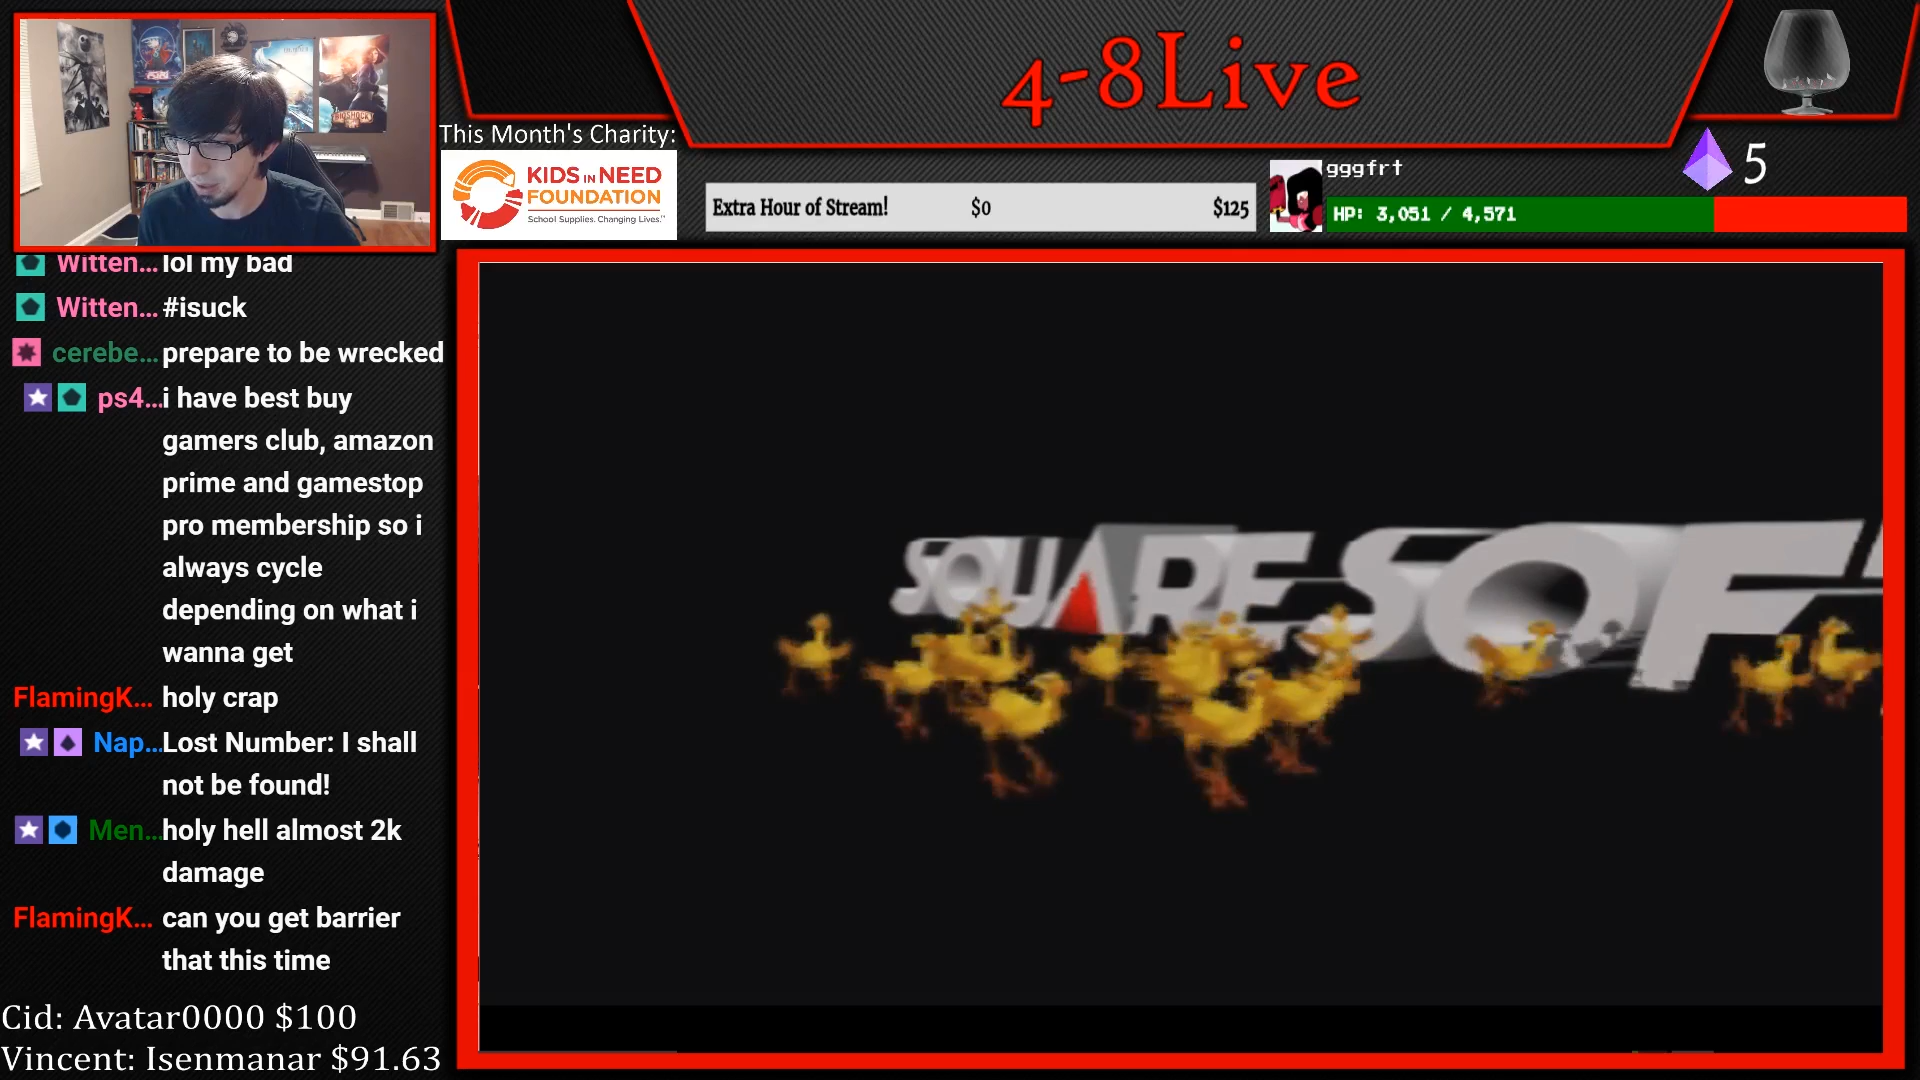 4-8Live
This Month's Charity:
KIDS IN NEED
FOUNDATION
School Supplies. Changing Lives.
Extra Hour of Stream! $0 $125
gggfrt
HP: 3,051 / 4,571
5
BIOSHOCK
Witten... lol my bad
Witten... #isuck
cerebe... prepare to be wrecked
ps4... i have best buy
gamers club, amazon
prime and gamestop
pro membership so i
always cycle
depending on what i
wanna get
FlamingK... holy crap
Nap... Lost Number: I shall
not be found!
Men... holy hell almost 2k
damage
FlamingK... can you get barrier
that this time
Cid: Avatar0000 $100
Vincent: Isenmanar $91.63
SQUARESOF